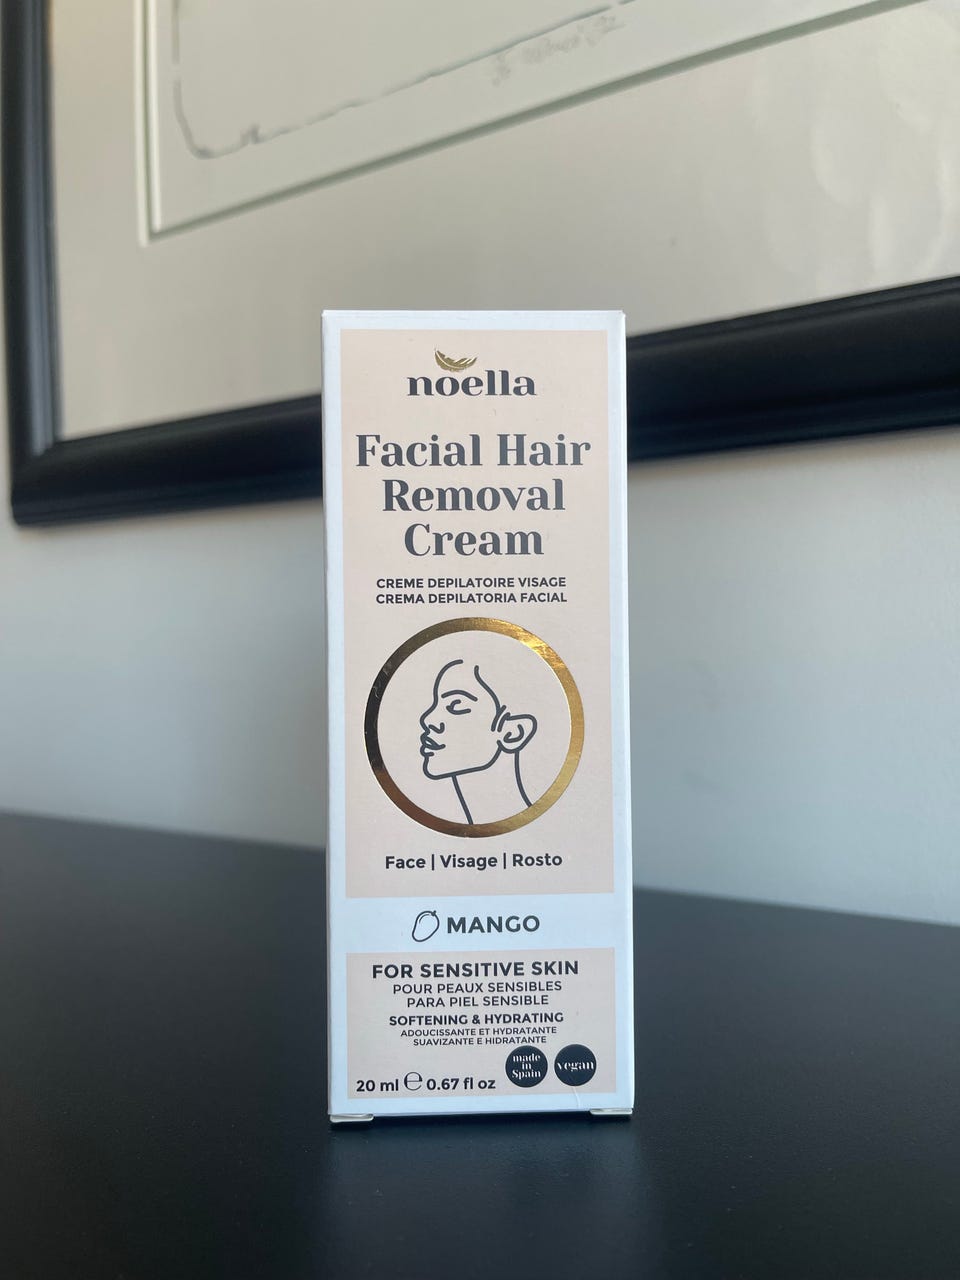 noella
Facial Hair
Removal
Cream
CREME DEPILATOIRE VISAGE
CREMA DEPILATORIA FACIAL
Face | Visage | Rosto
MANGO
FOR SENSITIVE SKIN
POUR PEAUX SENSIBLES
PARA PIEL SENSIBLE
SOFTENING & HYDRATING
ADOUCISSANTE ET HYDRATANTE
SUAVIZANTE E HIDRATANTE
made
in
Spain
vegan
20 ml ℮ 0.67 fl oz